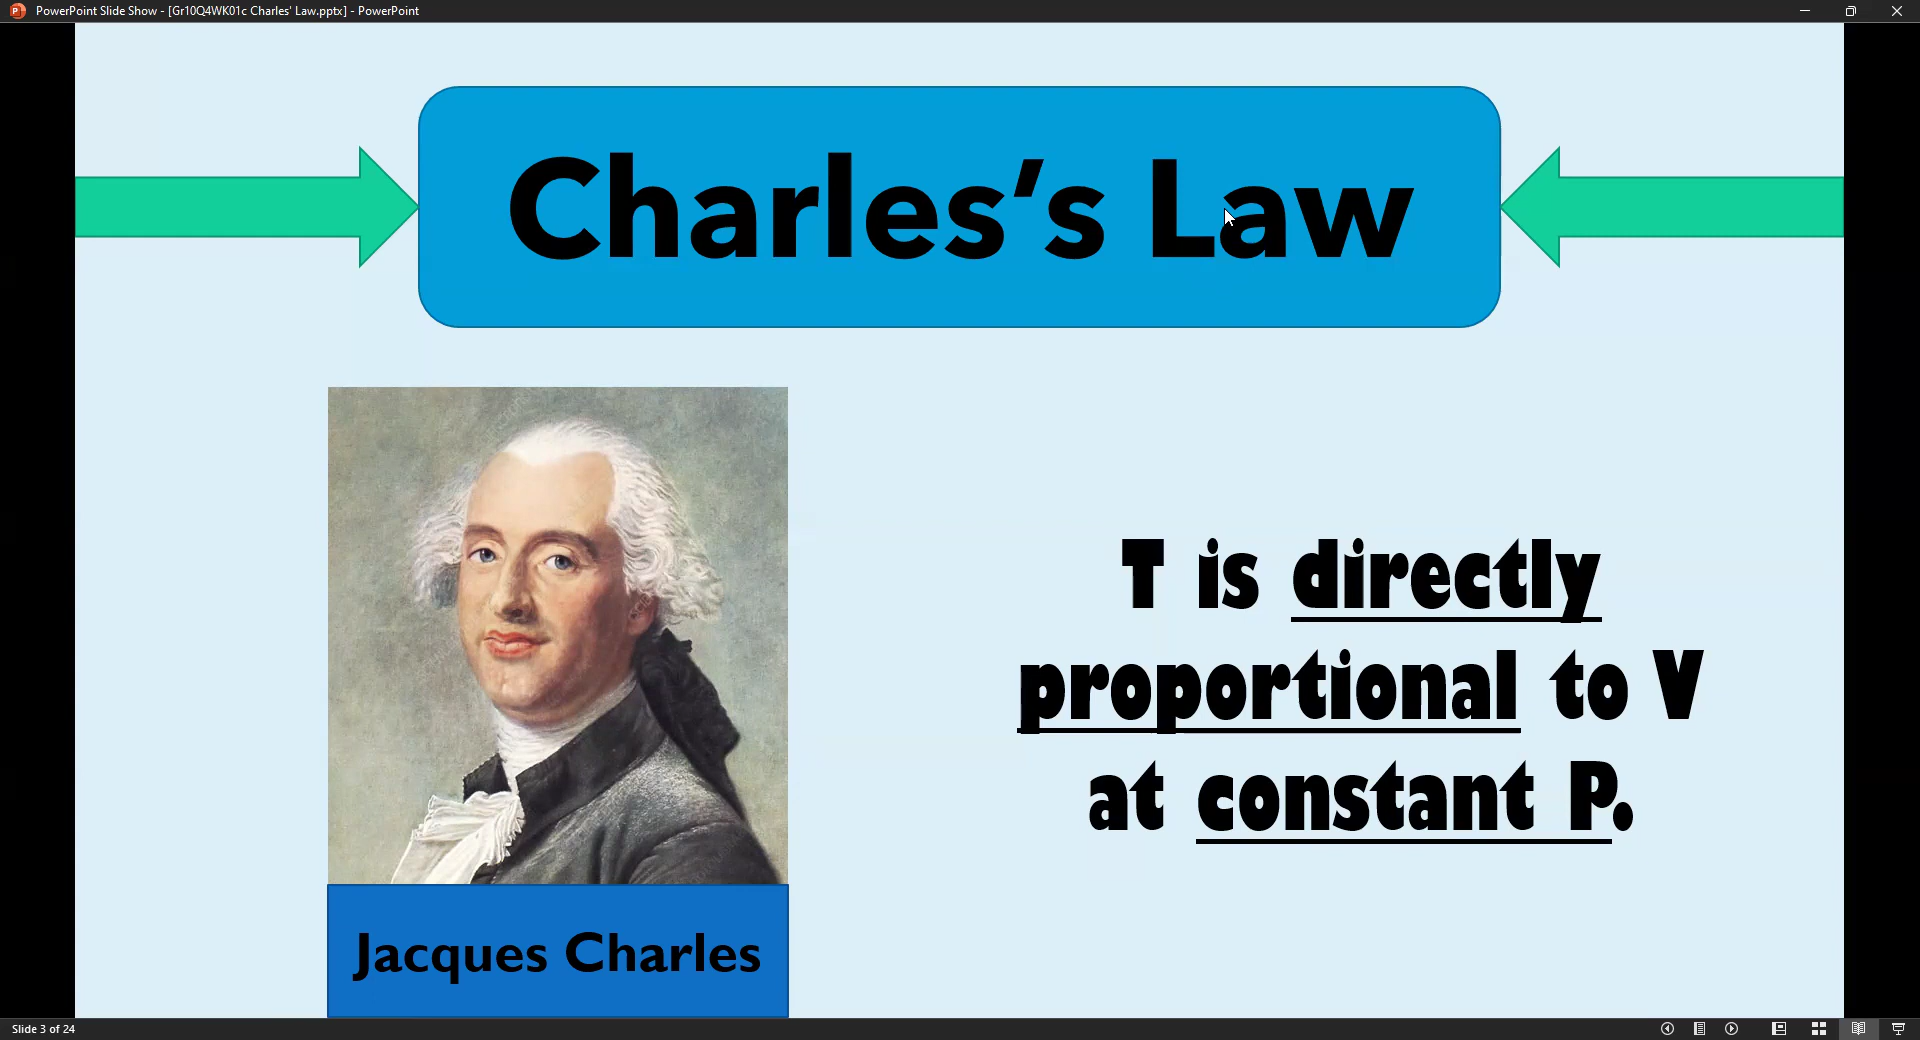 PowerPoint Slide Show - [Gr10Q4WK01c Charles' Law.pptx] - PowerPoint
Charles’s Law
T is directly
proportional to V
at constant P.
Jacques Charles
Slide 3 of 24